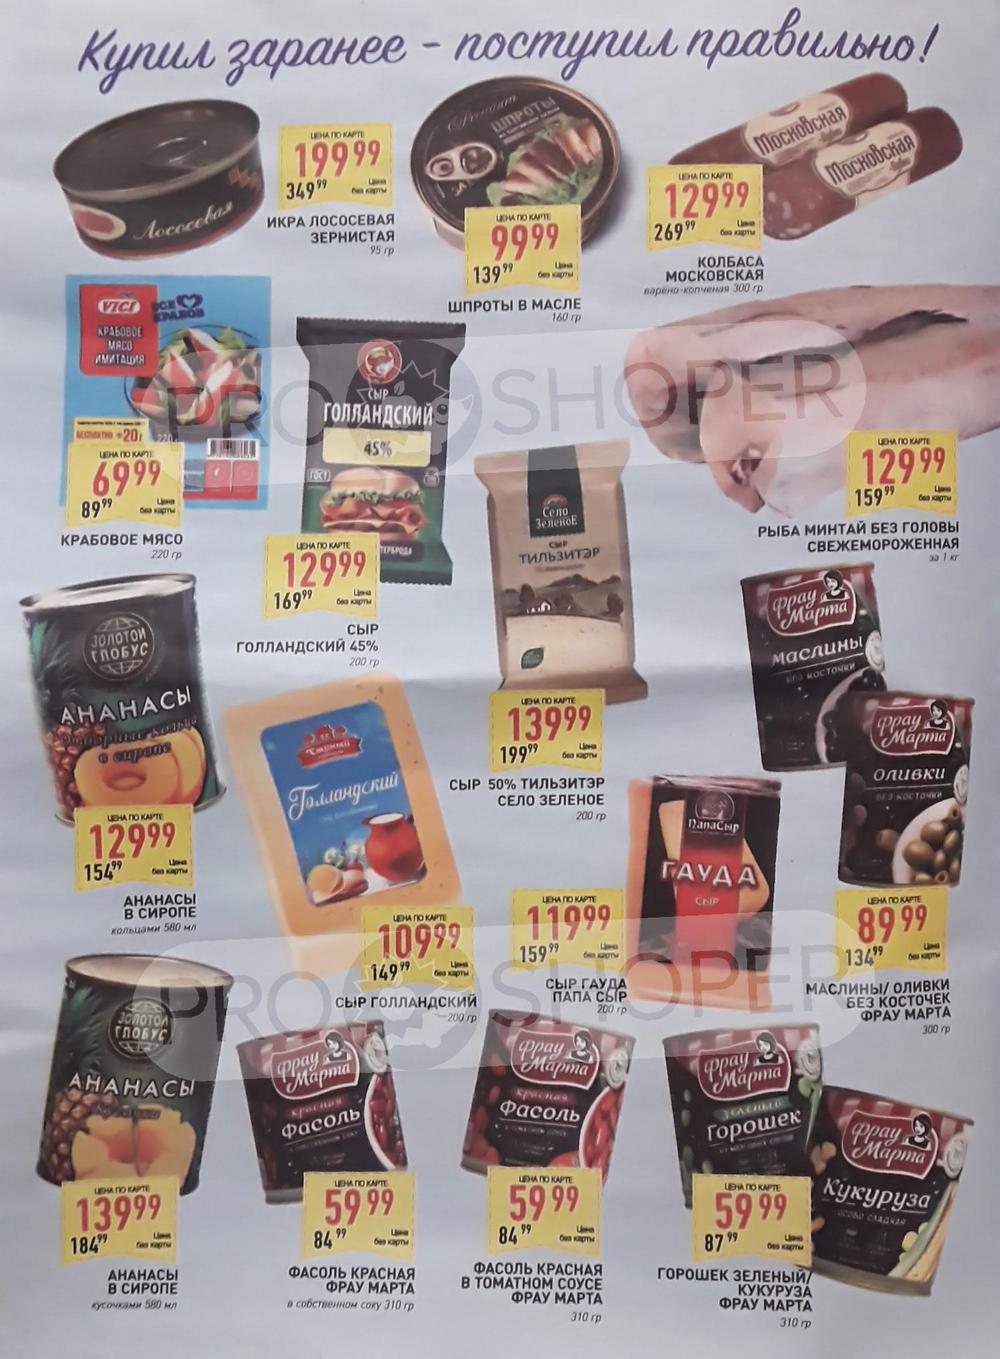 Купил заранее - поступил правильно!
Лососевая
ЦЕНА ПО КАРТЕ
199 99
349 99
Цена без карты
ИКРА ЛОСОСЕВАЯ
ЗЕРНИСТАЯ
95 гр
Premium
ШПРОТЫ
ЦЕНА ПО КАРТЕ
99 99
139 99
Цена без карты
ШПРОТЫ В МАСЛЕ
160 гр
Московская
Московская
ЦЕНА ПО КАРТЕ
129 99
269 99
Цена без карты
КОЛБАСА
МОСКОВСКАЯ
варёно-копченая 300 гр
VICI
КРАБОВОЕ
МЯСО
ИМИТАЦИЯ
БЕСПЛАТНО +20г
220 г
ЦЕНА ПО КАРТЕ
69 99
89 99
Цена без карты
КРАБОВОЕ МЯСО
220 гр
СЫР
ГОЛЛАНДСКИЙ
45%
ГОСТ
ЦЕНА ПО КАРТЕ
129 99
169 99
Цена без карты
СЫР
ГОЛЛАНДСКИЙ 45%
200 гр
PRO SHOPER
Село
Зеленое
СЫР
ТИЛЬЗИТЭР
ЦЕНА ПО КАРТЕ
139 99
199 99
Цена без карты
СЫР 50% ТИЛЬЗИТЭР
СЕЛО ЗЕЛЕНОЕ
200 гр
ЦЕНА ПО КАРТЕ
129 99
159 99
Цена без карты
РЫБА МИНТАЙ БЕЗ ГОЛОВЫ
СВЕЖЕМОРОЖЕННАЯ
за 1 кг
ЗОЛОТОЙ
ГЛОБУС
АНАНАСЫ
в сиропе
ЦЕНА ПО КАРТЕ
129 99
154 99
Цена без карты
АНАНАСЫ
В СИРОПЕ
кольцами 580 мл
Голландский
ЦЕНА ПО КАРТЕ
109 99
149 99
Цена без карты
СЫР ГОЛЛАНДСКИЙ
200 гр
ПапаСыр
ГАУДА
СЫР
ЦЕНА ПО КАРТЕ
119 99
159 99
Цена без карты
СЫР ГАУДА
ПАПА СЫР
200 гр
Фрау
Марта
маслины
БЕЗ КОСТОЧКИ
Фрау
Марта
оливки
БЕЗ КОСТОЧКИ
ЦЕНА ПО КАРТЕ
89 99
134 99
Цена без карты
МАСЛИНЫ/ ОЛИВКИ
БЕЗ КОСТОЧЕК
ФРАУ МАРТА
300 гр
PRO SHOPER
ЗОЛОТОЙ
ГЛОБУС
АНАНАСЫ
ЦЕНА ПО КАРТЕ
139 99
184 99
Цена без карты
АНАНАСЫ
В СИРОПЕ
кусочками 580 мл
Фрау
Марта
красная
Фасоль
ЦЕНА ПО КАРТЕ
59 99
84 99
Цена без карты
ФАСОЛЬ КРАСНАЯ
ФРАУ МАРТА
в собственном соку 310 гр
Фрау
Марта
красная
Фасоль
ЦЕНА ПО КАРТЕ
59 99
84 99
Цена без карты
ФАСОЛЬ КРАСНАЯ
В ТОМАТНОМ СОУСЕ
ФРАУ МАРТА
310 гр
Фрау
Марта
зеленый
горошек
Фрау
Марта
Кукуруза
ОСОБО СЛАДКАЯ
ЦЕНА ПО КАРТЕ
59 99
87 99
Цена без карты
ГОРОШЕК ЗЕЛЕНЫЙ/
КУКУРУЗА
ФРАУ МАРТА
310 гр